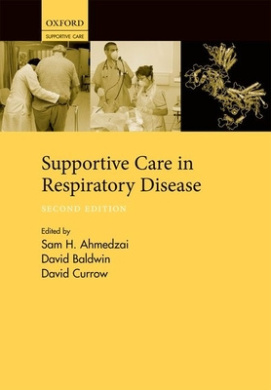 OXFORD
SUPPORTIVE CARE
Supportive Care in
Respiratory Disease
SECOND EDITION
Edited by
Sam H. Ahmedzai
David Baldwin
David Currow